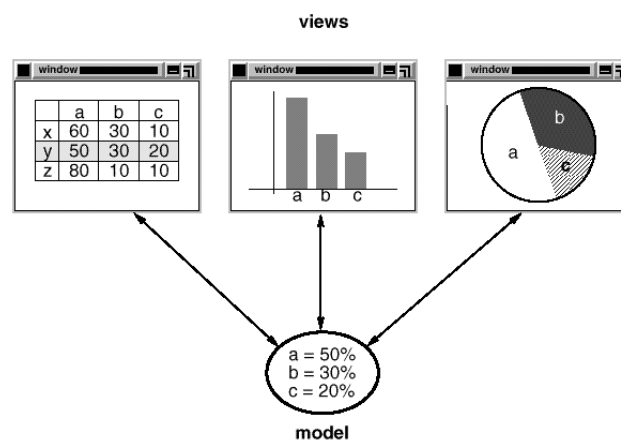 views
window
a b c
x 60 30 10
y 50 30 20
z 80 10 10
window
a b c
window
a
b
c
a = 50%
b = 30%
c = 20%
model